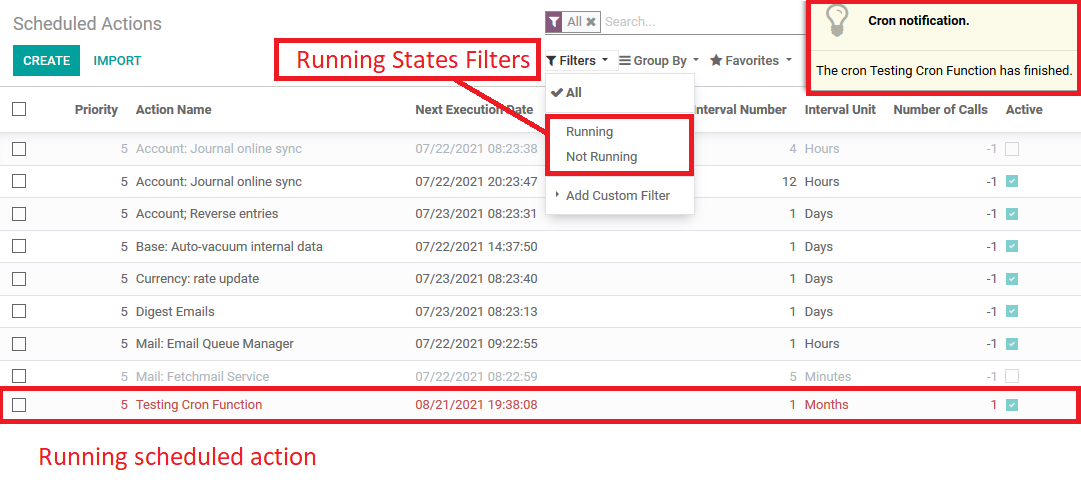 Scheduled Actions
All ✖ Search...
Cron notification.
The cron Testing Cron Function has finished.
CREATE IMPORT
Running States Filters
Filters Group By Favorites
All
Running
Not Running
Add Custom Filter
Priority Action Name Next Execution Date Interval Number Interval Unit Number of Calls Active
5 Account: Journal online sync 07/22/2021 08:23:38 4 Hours -1
5 Account: Journal online sync 07/22/2021 20:23:47 12 Hours -1
5 Account; Reverse entries 07/23/2021 08:23:31 1 Days -1
5 Base: Auto-vacuum internal data 07/22/2021 14:37:50 1 Days -1
5 Currency: rate update 07/23/2021 08:23:40 1 Days -1
5 Digest Emails 07/23/2021 08:23:13 1 Days -1
5 Mail: Email Queue Manager 07/22/2021 09:22:55 1 Hours -1
5 Mail: Fetchmail Service 07/22/2021 08:22:59 5 Minutes -1
5 Testing Cron Function 08/21/2021 19:38:08 1 Months 1
Running scheduled action